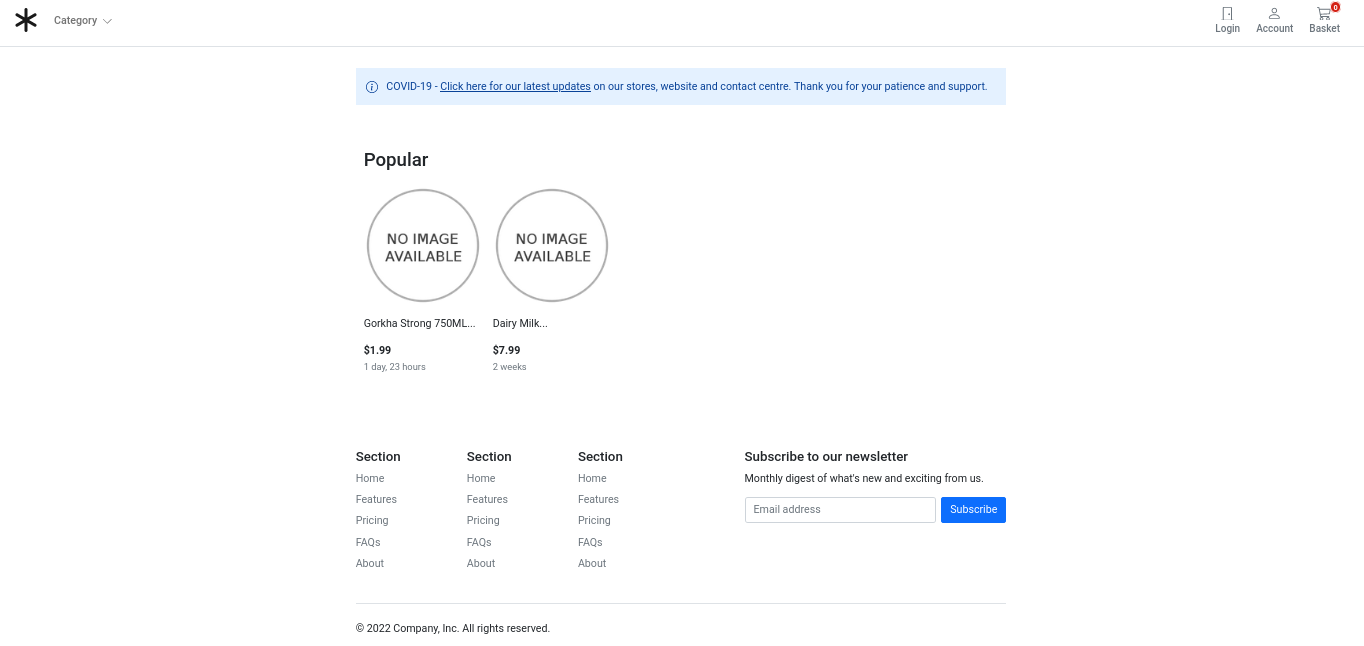 Category
Login
Account
0
Basket
COVID-19 - Click here for our latest updates on our stores, website and contact centre. Thank you for your patience and support.
Popular
NO IMAGE
AVAILABLE
Gorkha Strong 750ML...
$1.99
1 day, 23 hours
NO IMAGE
AVAILABLE
Dairy Milk...
$7.99
2 weeks
Section
Home
Features
Pricing
FAQs
About
Section
Home
Features
Pricing
FAQs
About
Section
Home
Features
Pricing
FAQs
About
Subscribe to our newsletter
Monthly digest of what's new and exciting from us.
Email address
Subscribe
© 2022 Company, Inc. All rights reserved.